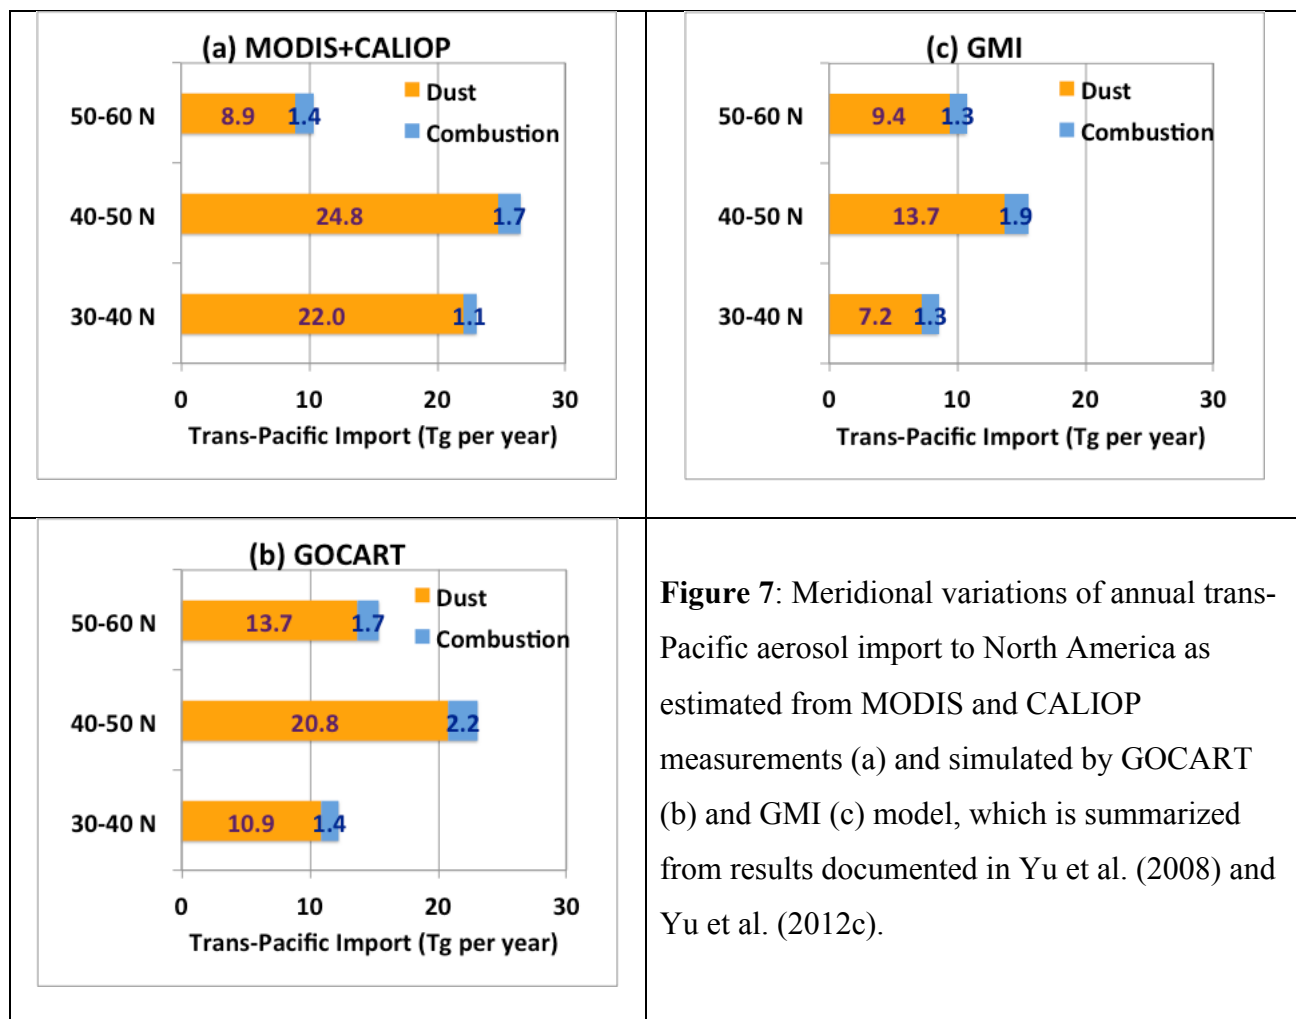 (a) MODIS+CALIOP
Dust
Combustion
50-60 N
8.9 1.4
40-50 N
24.8 1.7
30-40 N
22.0 1.1
0 10 20 30
Trans-Pacific Import (Tg per year)
(c) GMI
Dust
Combustion
50-60 N
9.4 1.3
40-50 N
13.7 1.9
30-40 N
7.2 1.3
0 10 20 30
Trans-Pacific Import (Tg per year)
(b) GOCART
Dust
Combustion
50-60 N
13.7 1.7
40-50 N
20.8 2.2
30-40 N
10.9 1.4
0 10 20 30
Trans-Pacific Import (Tg per year)
Figure 7: Meridional variations of annual trans-
Pacific aerosol import to North America as
estimated from MODIS and CALIOP
measurements (a) and simulated by GOCART
(b) and GMI (c) model, which is summarized
from results documented in Yu et al. (2008) and
Yu et al. (2012c).